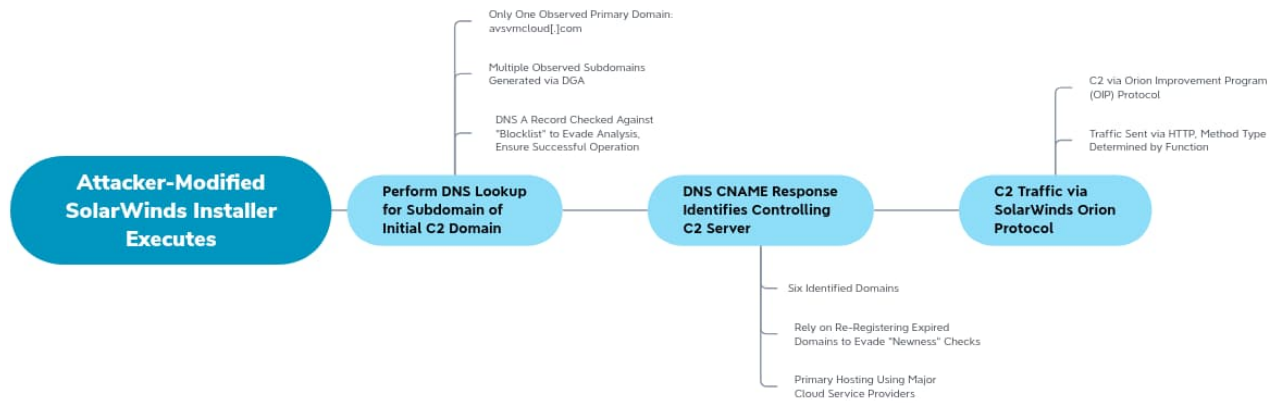 Only One Observed Primary Domain:
avsvmcloud[.]com
Multiple Observed Subdomains
Generated via DGA
DNS A Record Checked Against
"Blocklist" to Evade Analysis,
Ensure Successful Operation
C2 via Orion Improvement Program
(OIP) Protocol
Traffic Sent via HTTP, Method Type
Determined by Function
Attacker-Modified
SolarWinds Installer
Executes
Perform DNS Lookup
for Subdomain of
Initial C2 Domain
DNS CNAME Response
Identifies Controlling
C2 Server
C2 Traffic via
SolarWinds Orion
Protocol
Six Identified Domains
Rely on Re-Registering Expired
Domains to Evade "Newness" Checks
Primary Hosting Using Major
Cloud Service Providers